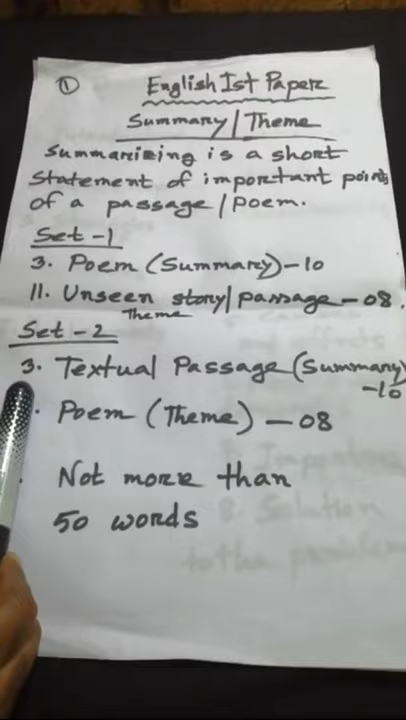 ①
English Ist Paper
Summary/Theme
Summarizing is a short
statement of important points
of a passage/poem.
Set-1
3. Poem (Summary)-10
11. Unseen story/passage-08.
Theme
Set-2
3. Textual Passage (Summary)
-10
. Poem (Theme) - 08
Not more than
50 words